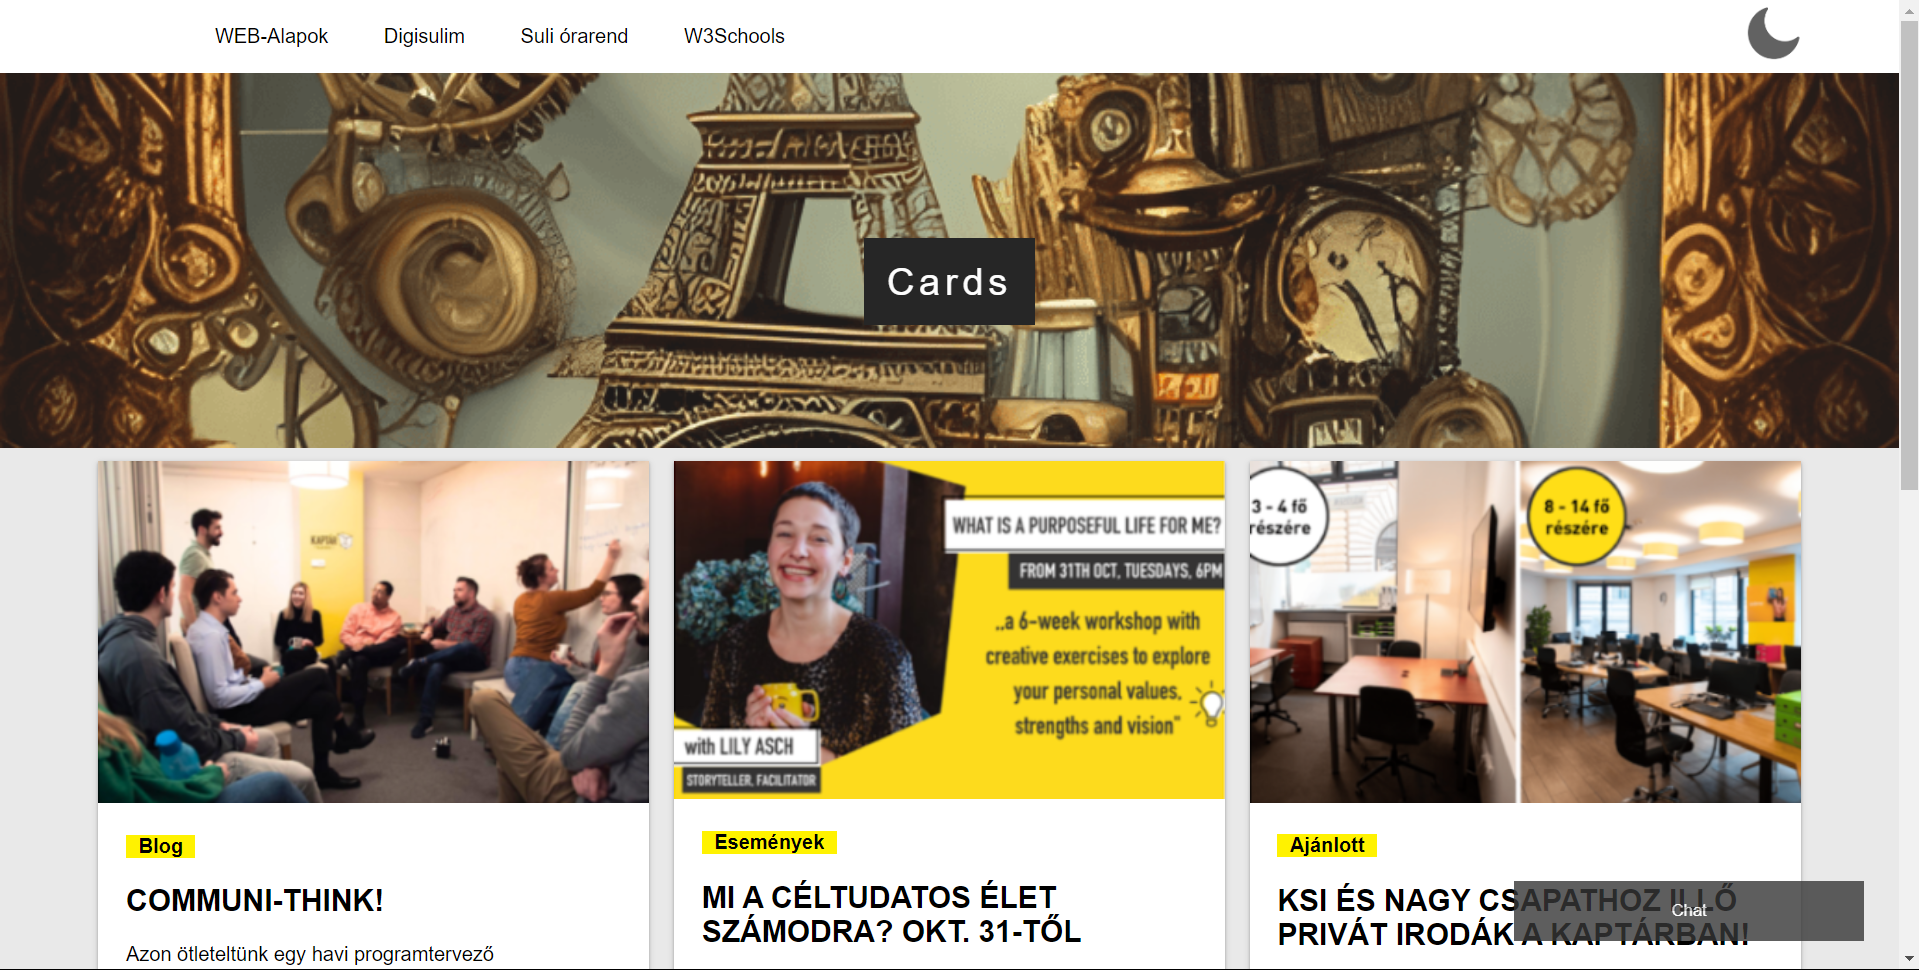 WEB-Alapok
Digisulim
Suli órarend
W3Schools
Cards
KAPTÁR
WHAT IS A PURPOSEFUL LIFE FOR ME?
FROM 31TH OCT, TUESDAYS, 6PM
..a 6-week workshop with
creative exercises to explore
your personal values,
strengths and vision"
with LILY ASCH
STORYTELLER, FACILITATOR
3 - 4 fő
részére
8 - 14 fő
részére
Blog
COMMUNI-THINK!
Azon ötleteltünk egy havi programtervező
Események
MI A CÉLTUDATOS ÉLET
SZÁMODRA? OKT. 31-TŐL
Ajánlott
KSI ÉS NAGY CSAPATHOZ ILLŐ
PRIVÁT IRODÁK A KAPTÁRBAN!
Chat